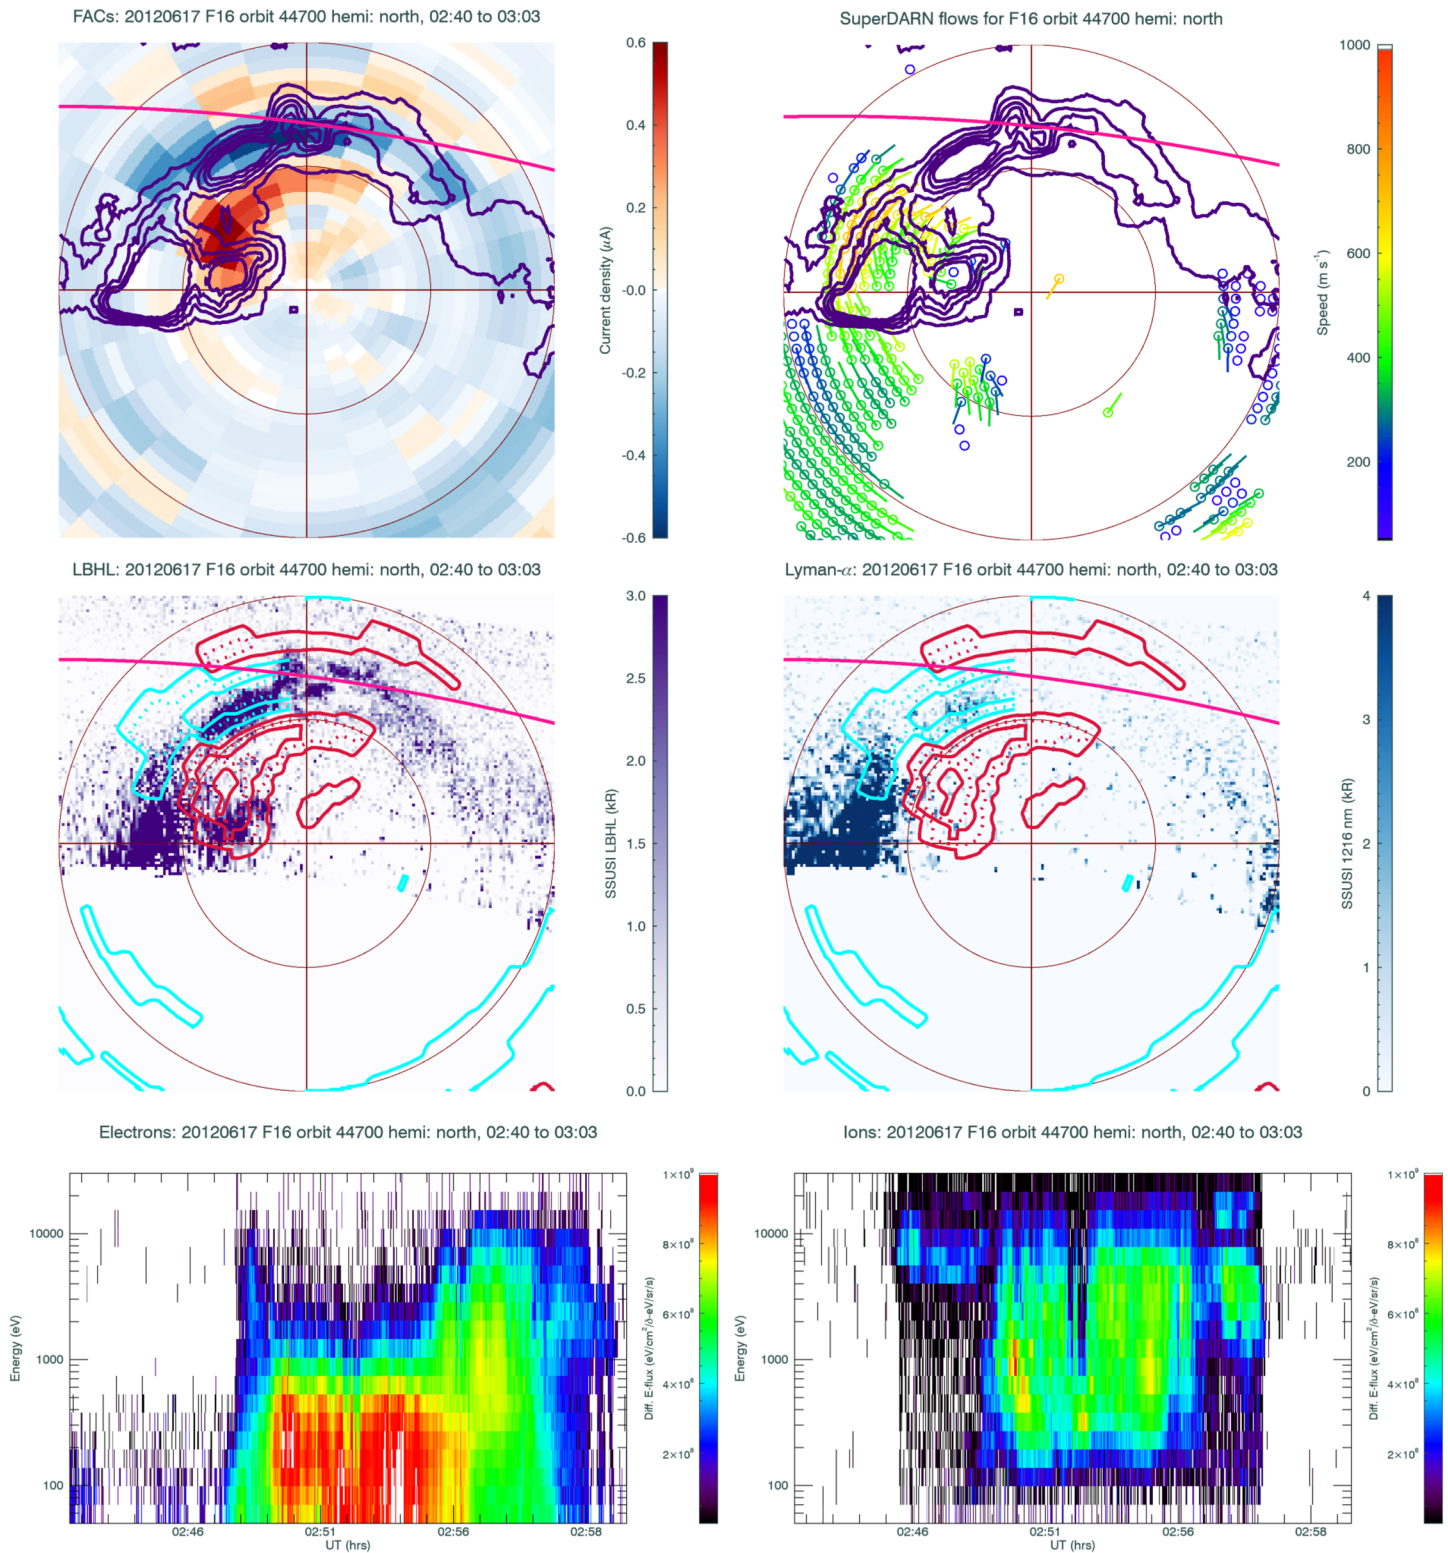 FACs: 20120617 F16 orbit 44700 hemi: north, 02:40 to 03:03
0.6
0.4
0.2
-0.0
-0.2
-0.4
-0.6
Current density (μA)
SuperDARN flows for F16 orbit 44700 hemi: north
1000
800
600
400
200
Speed (m s⁻¹)
LBHL: 20120617 F16 orbit 44700 hemi: north, 02:40 to 03:03
3.0
2.5
2.0
1.5
1.0
0.5
0.0
SSUSI LBHL (kR)
Lyman-α: 20120617 F16 orbit 44700 hemi: north, 02:40 to 03:03
4
3
2
1
0
SSUSI 1216 nm (kR)
Electrons: 20120617 F16 orbit 44700 hemi: north, 02:40 to 03:03
10000
1000
100
Energy (eV)
02:46 02:51 02:56 02:58
UT (hrs)
1×10⁹
8×10⁸
6×10⁸
4×10⁸
2×10⁸
Diff. E-flux (eV/cm²/δ-eV/sr/s)
Ions: 20120617 F16 orbit 44700 hemi: north, 02:40 to 03:03
10000
1000
100
Energy (eV)
02:46 02:51 02:56 02:58
UT (hrs)
1×10⁹
8×10⁸
6×10⁸
4×10⁸
2×10⁸
Diff. E-flux (eV/cm²/δ-eV/sr/s)